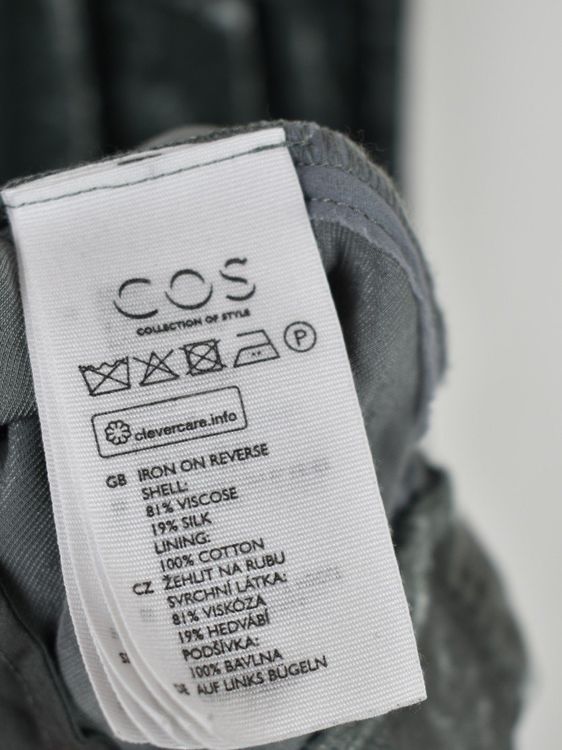 COS
COLLECTION OF STYLE
P
clevercare.info
GB IRON ON REVERSE
SHELL:
81% VISCOSE
19% SILK
LINING:
100% COTTON
CZ ŽEHLIT NA RUBU
SVRCHNÍ LÁTKA:
81% VISKÓZA
19% HEDVÁBÍ
PODŠÍVKA:
100% BAVLNA
DE AUF LINKS BÜGELN